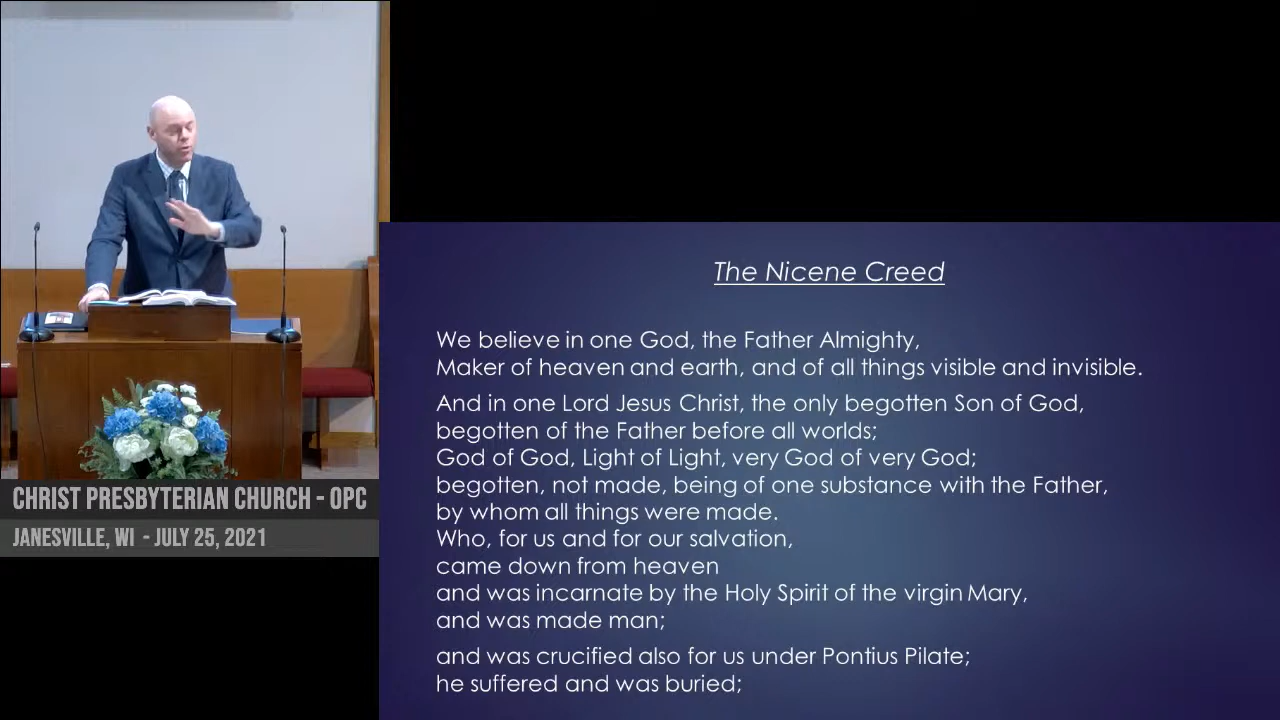 CHRIST PRESBYTERIAN CHURCH - OPC
JANESVILLE, WI - JULY 25, 2021
The Nicene Creed
We believe in one God, the Father Almighty,
Maker of heaven and earth, and of all things visible and invisible.
And in one Lord Jesus Christ, the only begotten Son of God,
begotten of the Father before all worlds;
God of God, Light of Light, very God of very God;
begotten, not made, being of one substance with the Father,
by whom all things were made.
Who, for us and for our salvation,
came down from heaven
and was incarnate by the Holy Spirit of the virgin Mary,
and was made man;
and was crucified also for us under Pontius Pilate;
he suffered and was buried;